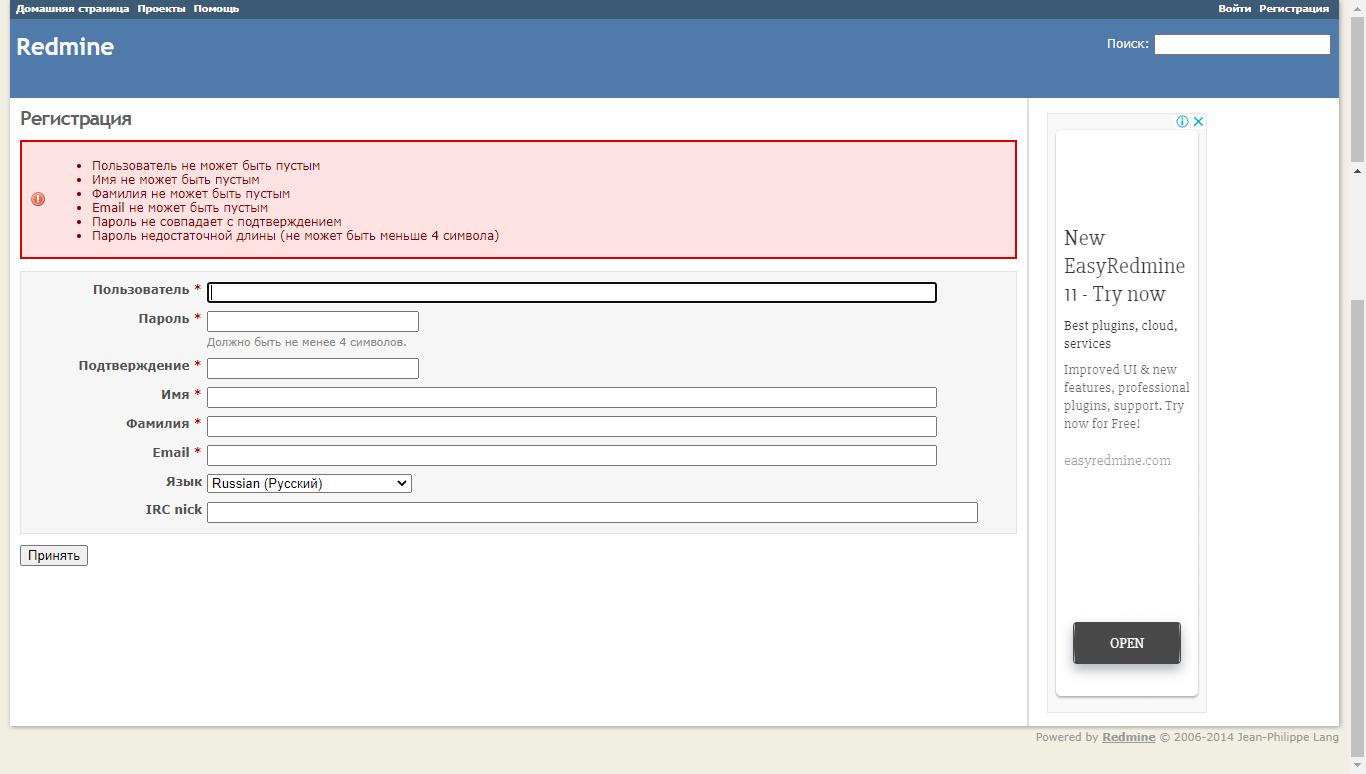 Домашняя страница Проекты Помощь
Войти Регистрация
Redmine
Поиск:
Регистрация
Пользователь не может быть пустым
Имя не может быть пустым
Фамилия не может быть пустым
Email не может быть пустым
Пароль не совпадает с подтверждением
Пароль недостаточной длины (не может быть меньше 4 символа)
Пользователь *
Пароль *
Должно быть не менее 4 символов.
Подтверждение *
Имя *
Фамилия *
Email *
Язык Russian (Русский)
IRC nick
Принять
New
EasyRedmine
11 - Try now
Best plugins, cloud,
services
Improved UI & new
features, professional
plugins, support. Try
now for Free!
easyredmine.com
OPEN
Powered by Redmine © 2006-2014 Jean-Philippe Lang